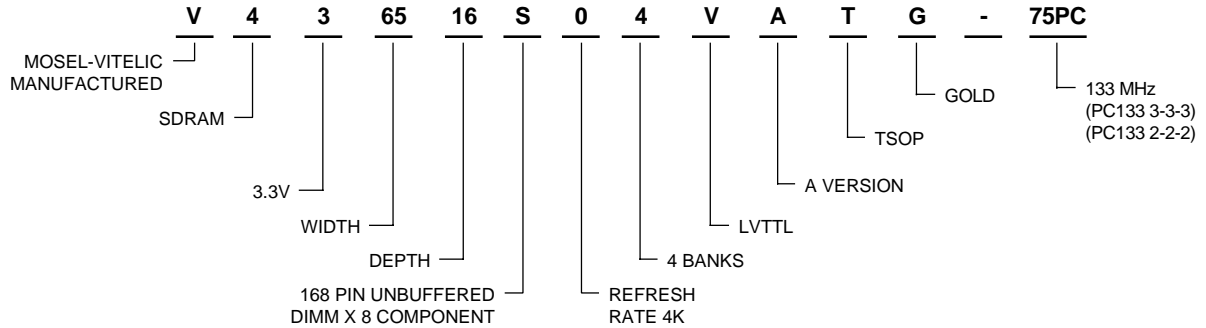 V 4 3 65 16 S 0 4 V A T G - 75PC
MOSEL-VITELIC
MANUFACTURED
SDRAM
3.3V
WIDTH
DEPTH
168 PIN UNBUFFERED
DIMM X 8 COMPONENT
REFRESH
RATE 4K
4 BANKS
LVTTL
A VERSION
TSOP
GOLD
133 MHz
(PC133 3-3-3)
(PC133 2-2-2)